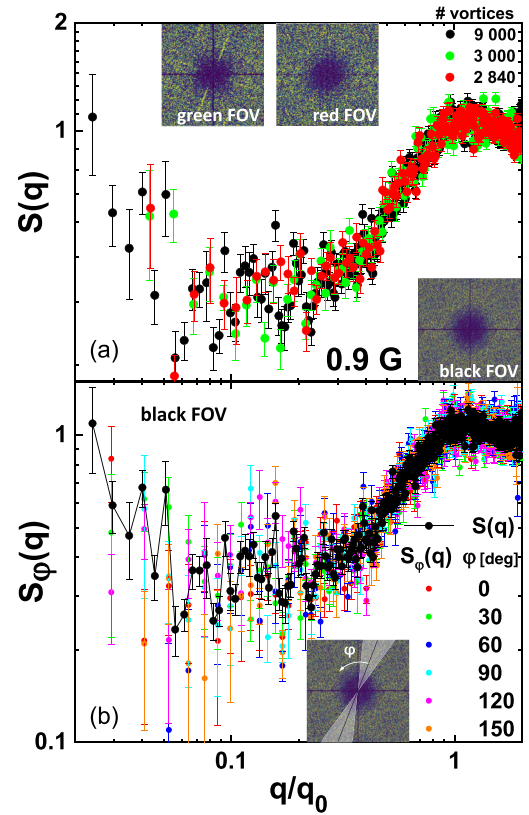 # vortices
9 000
3 000
2 840
2
1
S(q)
green FOV
red FOV
black FOV
(a)
0.9 G
black FOV
1
0.1
Sφ(q)
S(q)
Sφ(q) φ [deg]
0
30
60
90
120
150
φ
(b)
0.1
1
q/q0